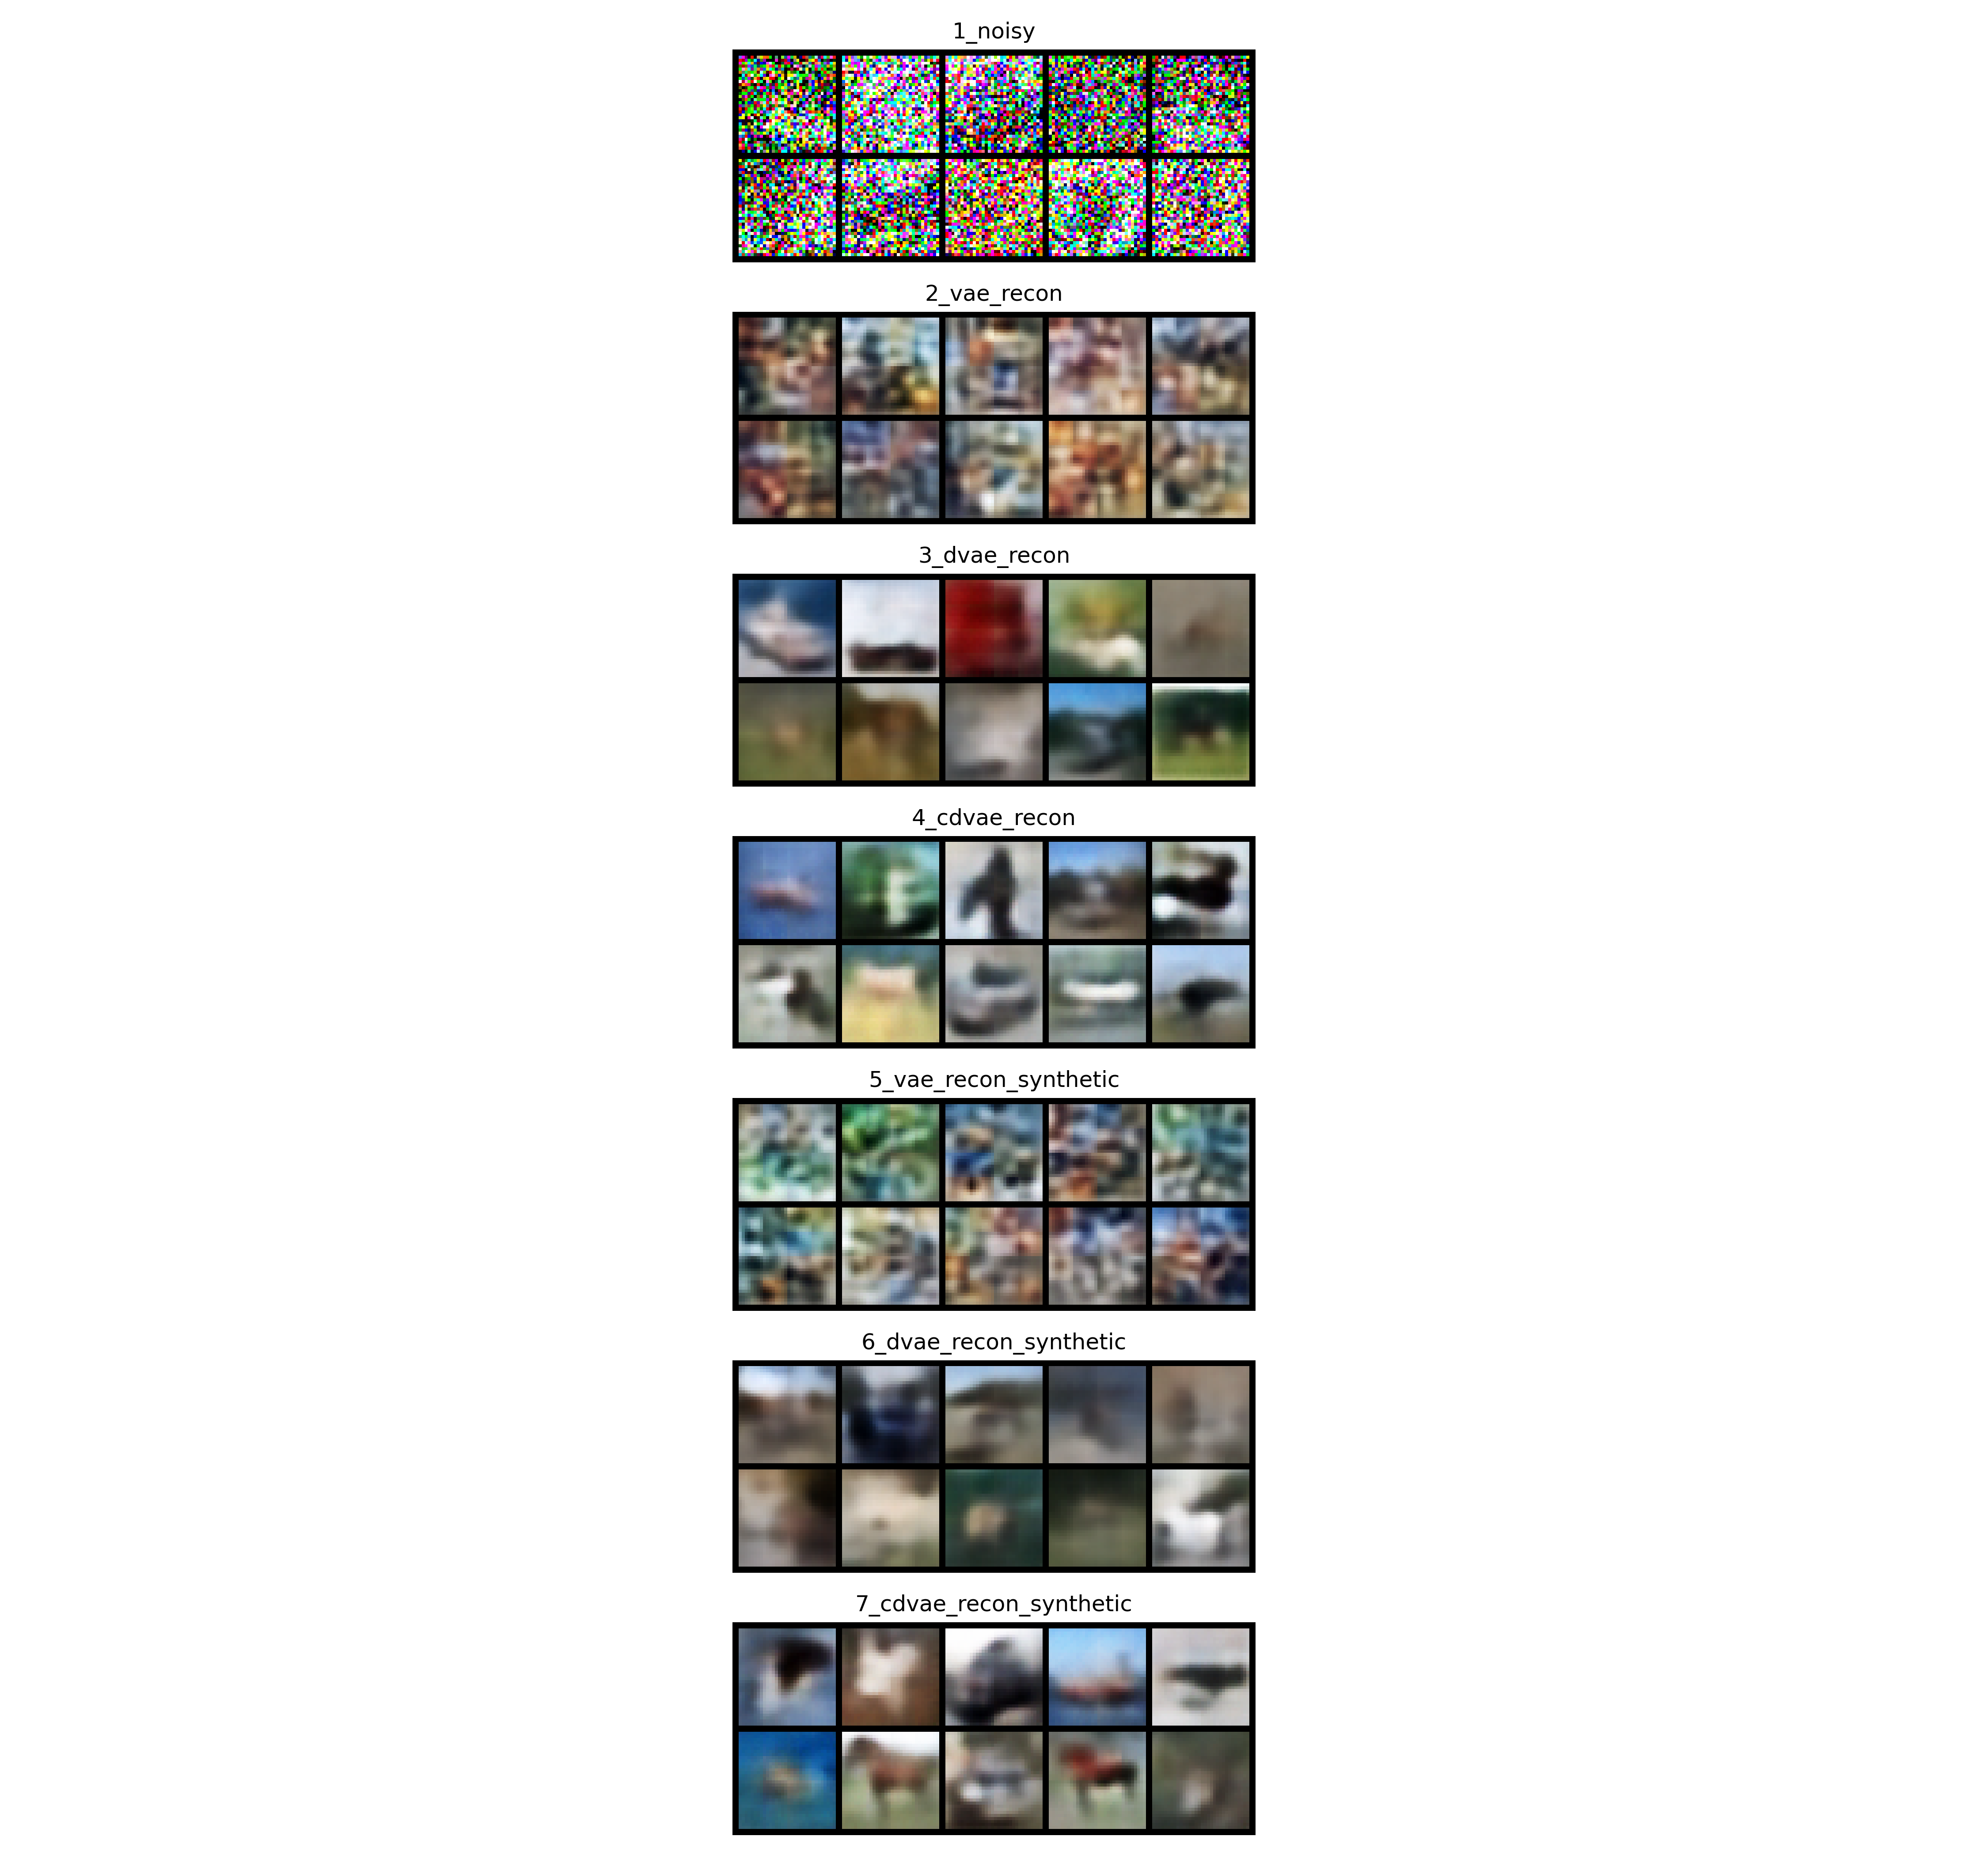 1_noisy
2_vae_recon
3_dvae_recon
4_cdvae_recon
5_vae_recon_synthetic
6_dvae_recon_synthetic
7_cdvae_recon_synthetic